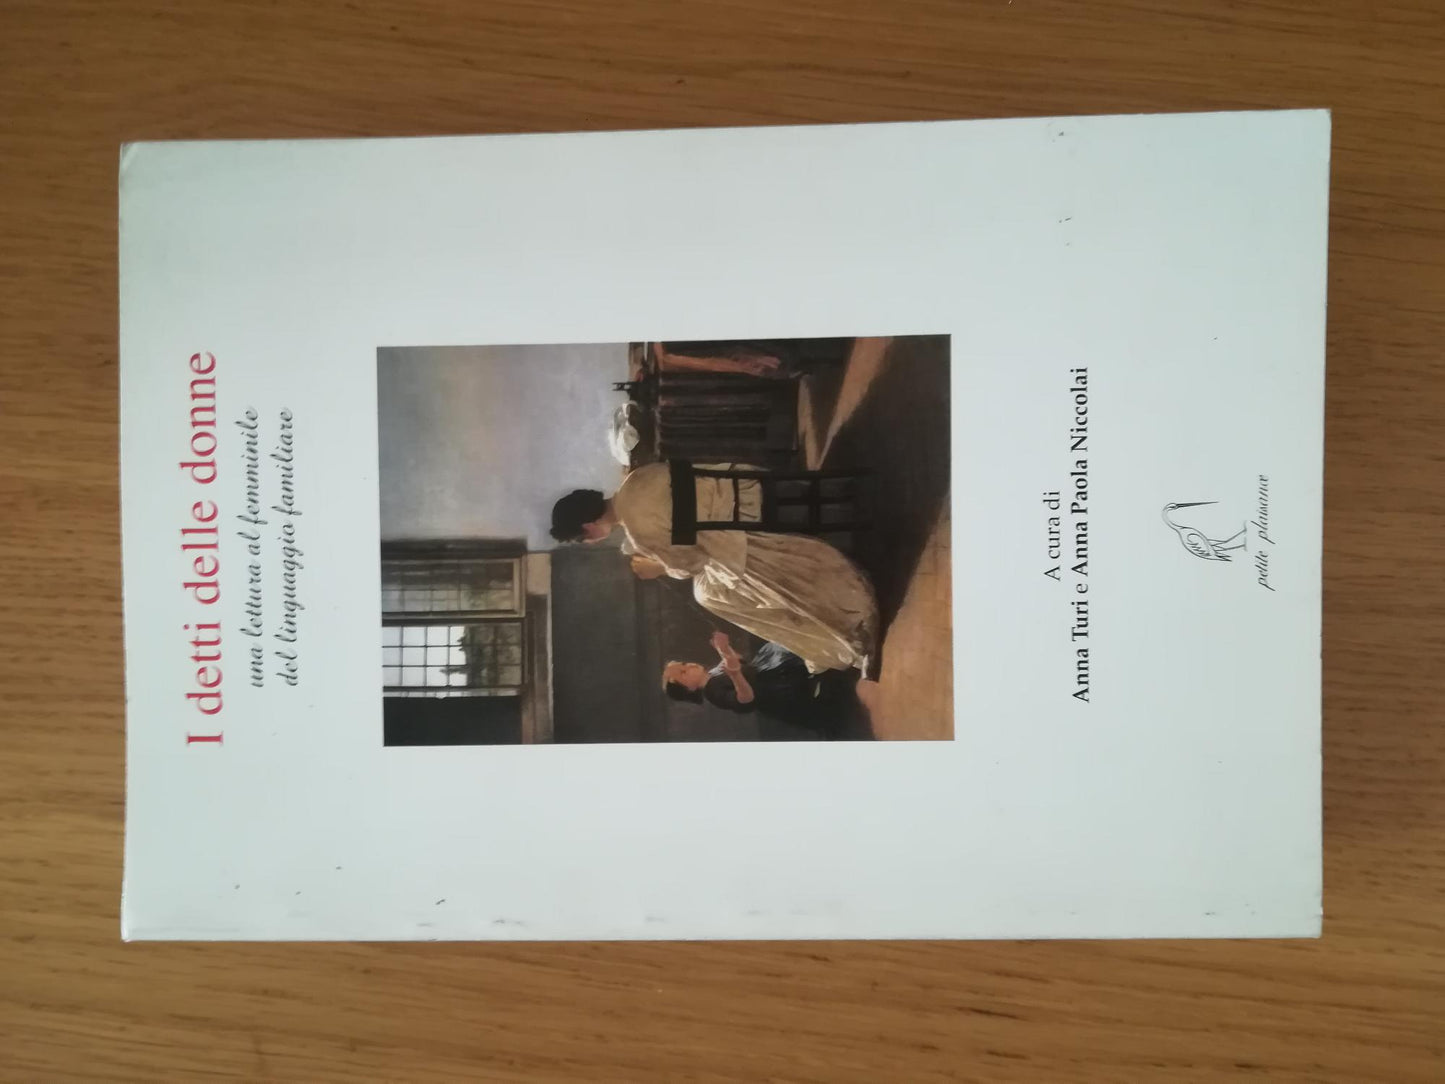 I detti delle donne
una lettura al femminile
del linguaggio familiare
A cura di
Anna Turi e Anna Paola Niccolai
petite plaisance